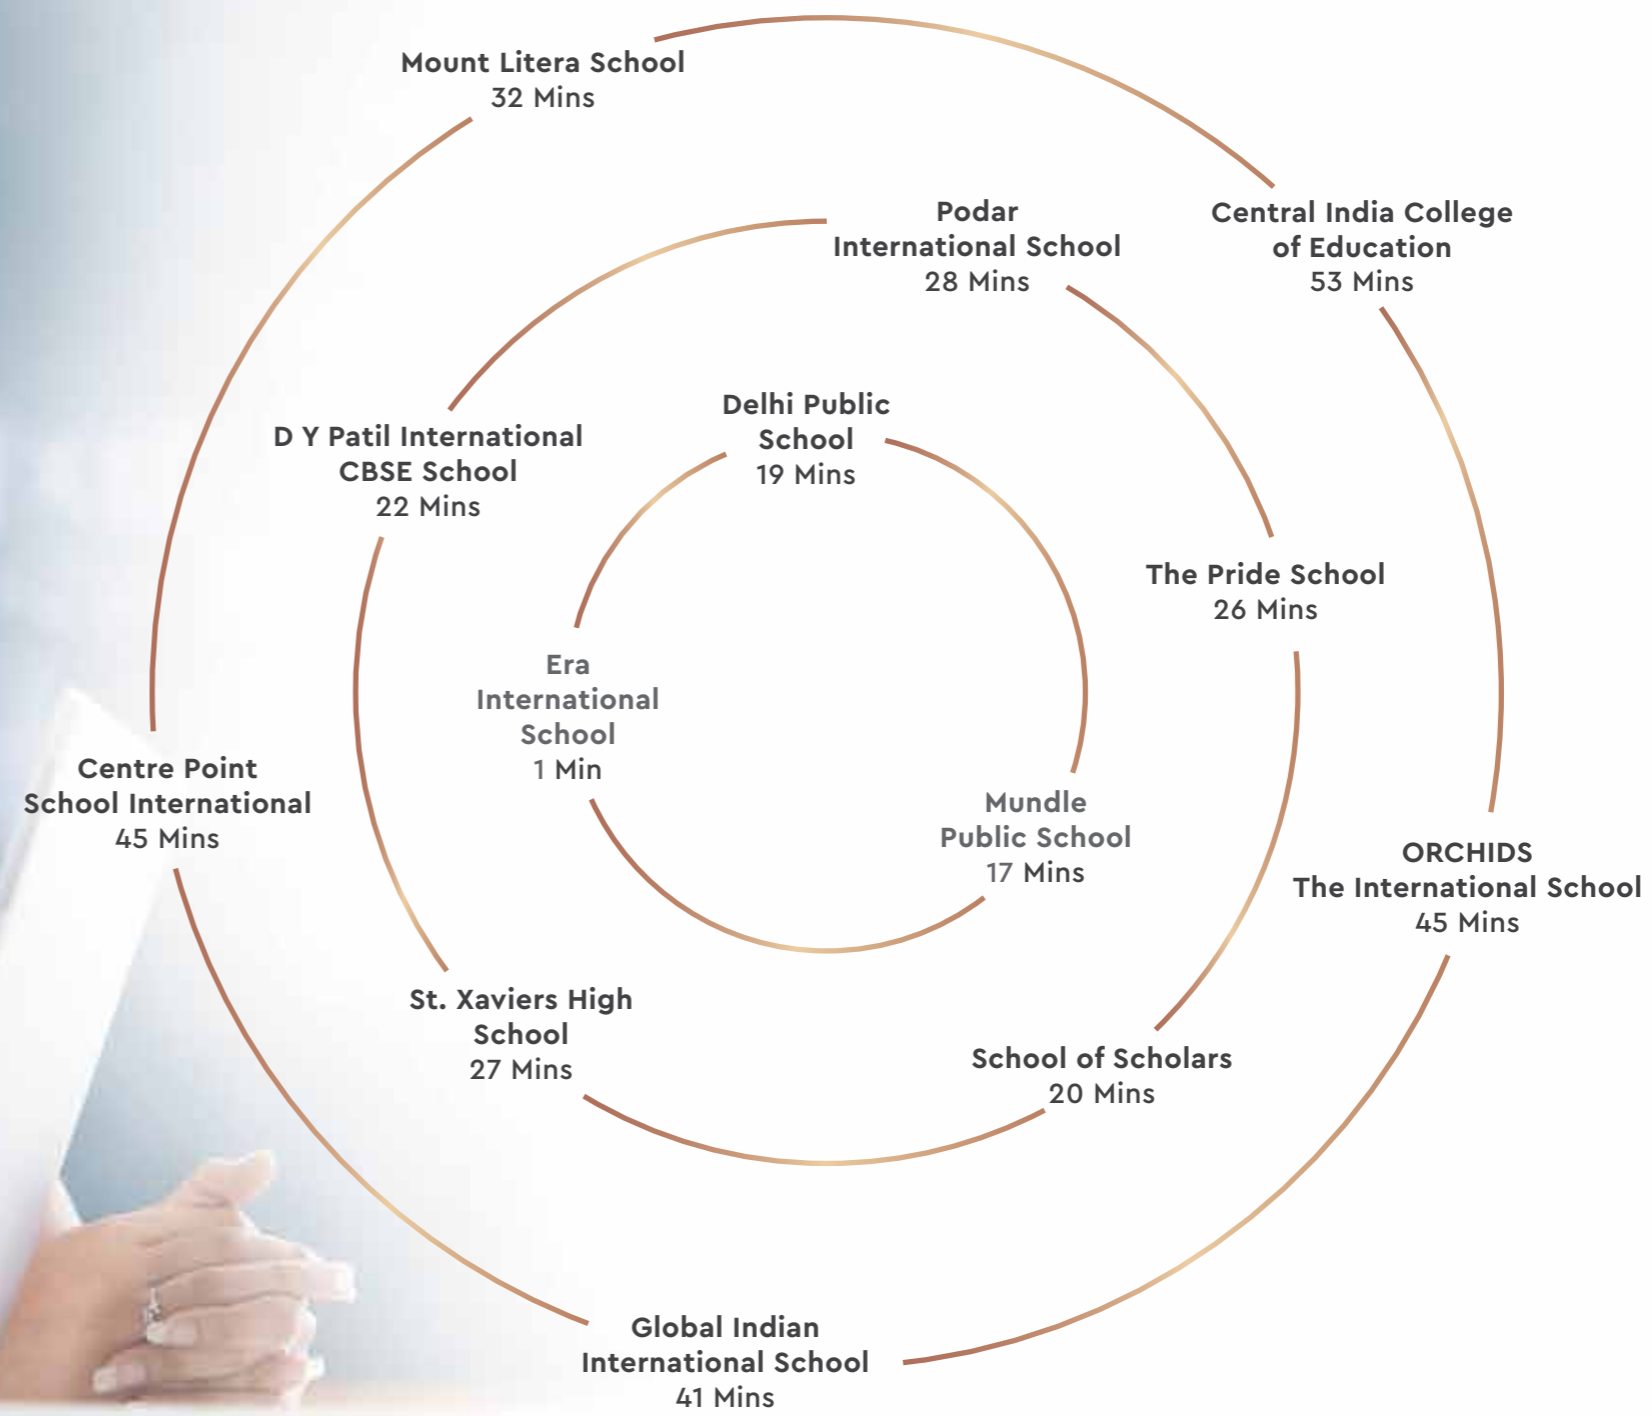 Mount Litera School
32 Mins
Podar
International School
28 Mins
Central India College
of Education
53 Mins
Delhi Public
School
19 Mins
D Y Patil International
CBSE School
22 Mins
The Pride School
26 Mins
Era
International
School
1 Min
Centre Point
School International
45 Mins
Mundle
Public School
17 Mins
ORCHIDS
The International School
45 Mins
St. Xaviers High
School
27 Mins
School of Scholars
20 Mins
Global Indian
International School
41 Mins